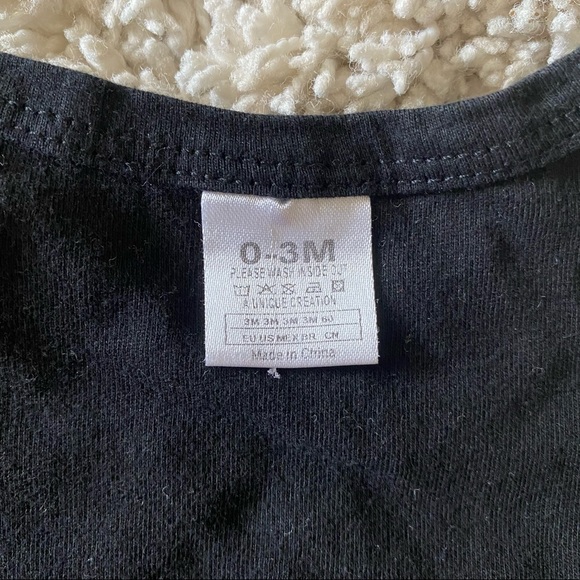 0-3M
PLEASE WASH INSIDE OUT
A UNIQUE CREATION
3M 3M 3M 3M 60
EU US MEX BR CN
Made in China